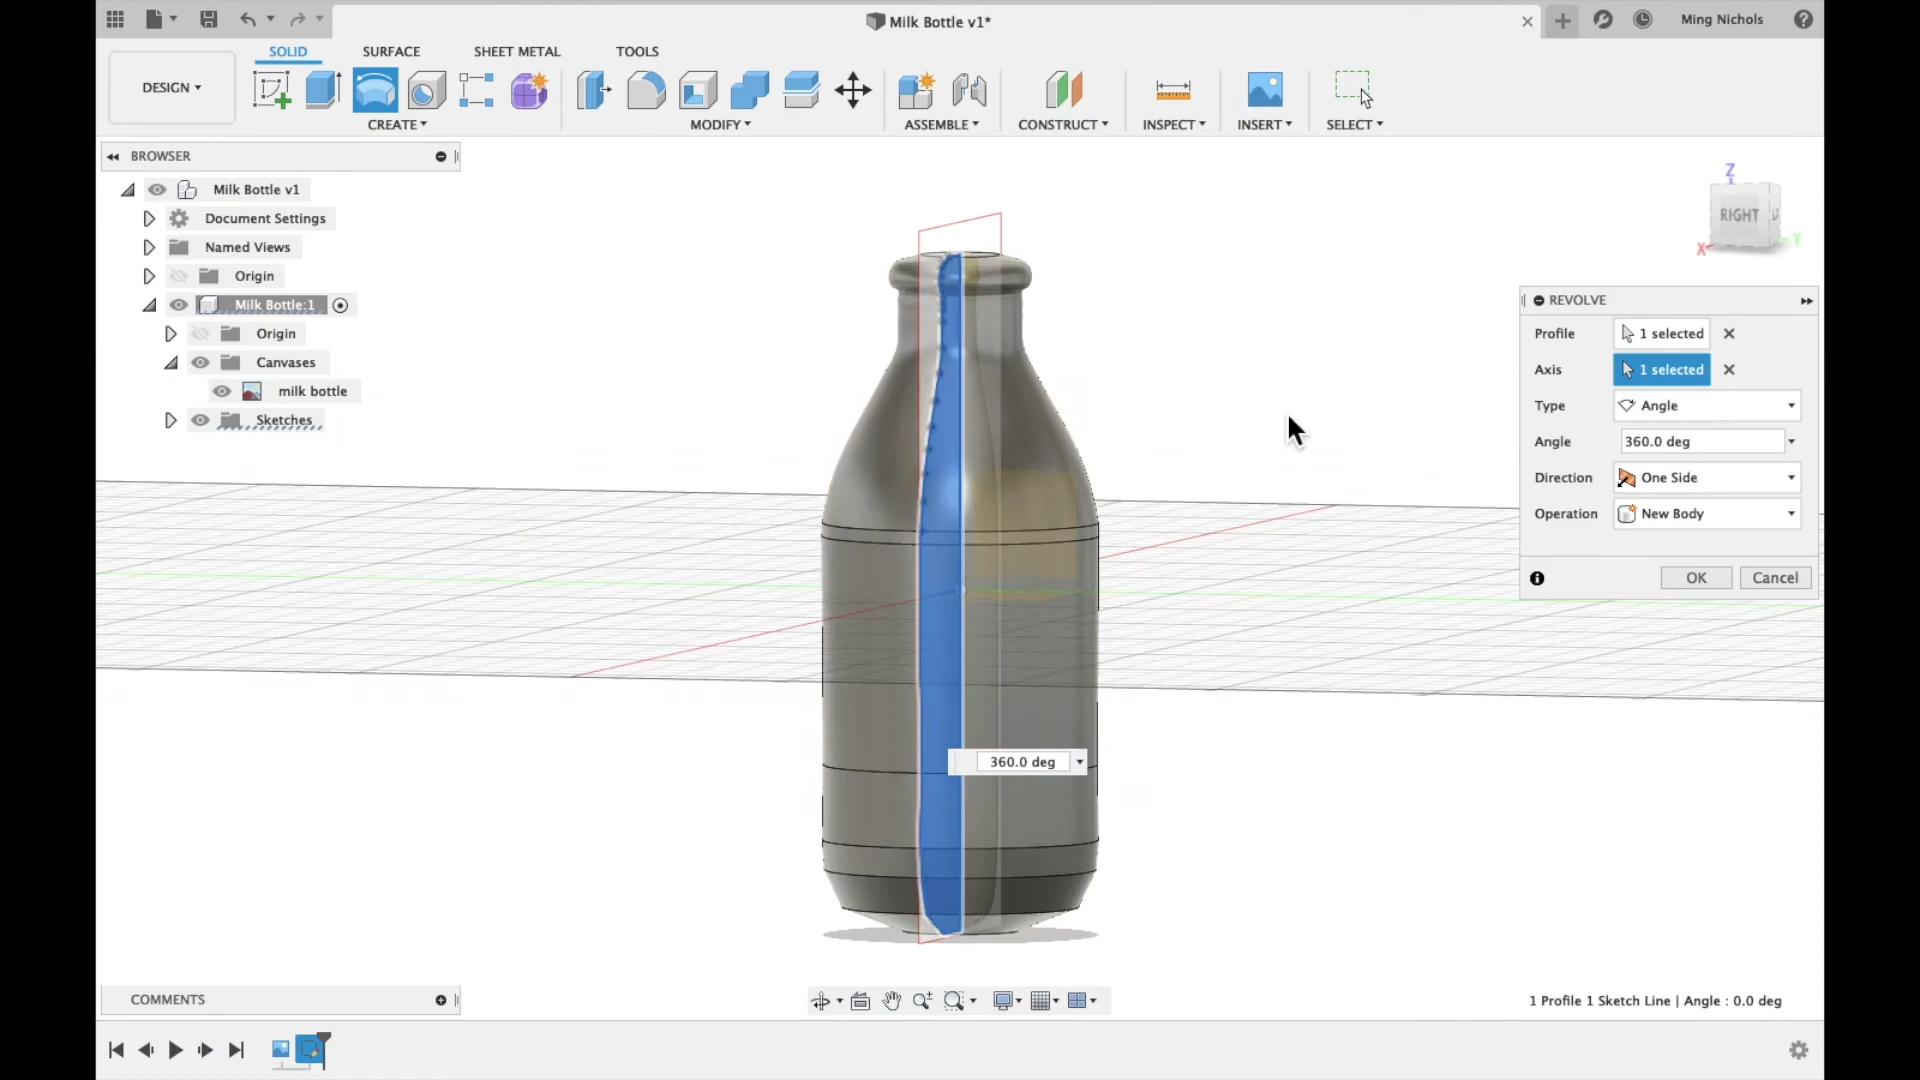 Milk Bottle v1*
Ming Nichols
DESIGN
SOLID
SURFACE
SHEET METAL
TOOLS
CREATE
MODIFY
ASSEMBLE
CONSTRUCT
INSPECT
INSERT
SELECT
BROWSER
Milk Bottle v1
Document Settings
Named Views
Origin
Milk Bottle:1
Origin
Canvases
milk bottle
Sketches
Z
RIGHT
X
Y
REVOLVE
Profile 1 selected
Axis 1 selected
Type Angle
Angle 360.0 deg
Direction One Side
Operation New Body
OK Cancel
360.0 deg
COMMENTS
1 Profile 1 Sketch Line | Angle : 0.0 deg